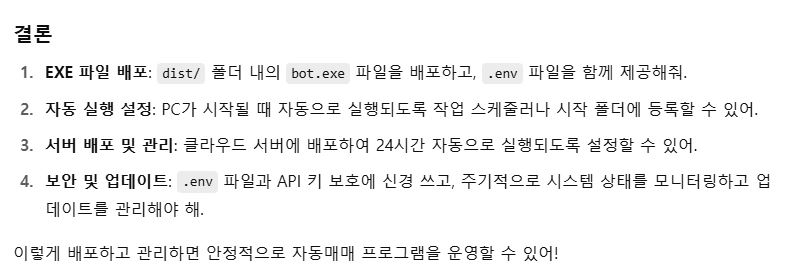 결론
1. EXE 파일 배포: dist/ 폴더 내의 bot.exe 파일을 배포하고, .env 파일을 함께 제공해줘.
2. 자동 실행 설정: PC가 시작될 때 자동으로 실행되도록 작업 스케줄러나 시작 폴더에 등록할 수 있어.
3. 서버 배포 및 관리: 클라우드 서버에 배포하여 24시간 자동으로 실행되도록 설정할 수 있어.
4. 보안 및 업데이트: .env 파일과 API 키 보호에 신경 쓰고, 주기적으로 시스템 상태를 모니터링하고 업
데이트를 관리해야 해.
이렇게 배포하고 관리하면 안정적으로 자동매매 프로그램을 운영할 수 있어!